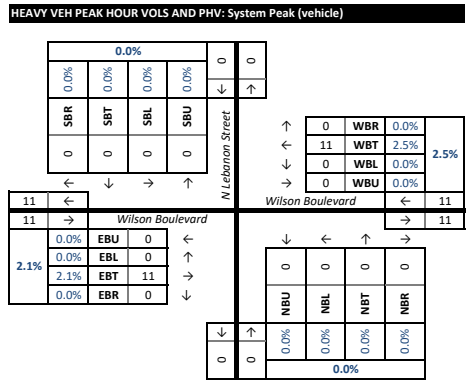 HEAVY VEH PEAK HOUR VOLS AND PHV: System Peak (vehicle)
0.0% 0 0
0.0% 0.0% 0.0% 0.0% ↓ ↑
SBR SBT SBL SBU
0 0 0 0
N Lebanon Street
← ↓ → ↑
↑ 0 WBR 0.0%
← 11 WBT 2.5% 2.5%
↓ 0 WBL 0.0%
→ 0 WBU 0.0%
11 ← Wilson Boulevard ← 11
11 → Wilson Boulevard → 11
0.0% EBU 0 ←
0.0% EBL 0 ↑
2.1% 2.1% EBT 11 →
0.0% EBR 0 ↓
↓ ← ↑ →
0 0 0 0
NBU NBL NBT NBR
↓ ↑ 0.0% 0.0% 0.0% 0.0%
0 0 0.0%